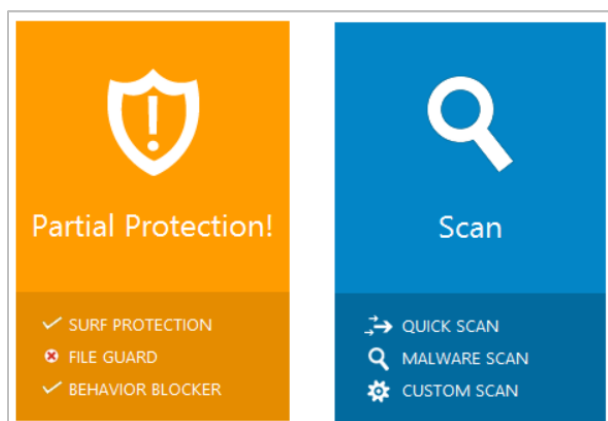 Partial Protection!
SURF PROTECTION
FILE GUARD
BEHAVIOR BLOCKER
Scan
QUICK SCAN
MALWARE SCAN
CUSTOM SCAN